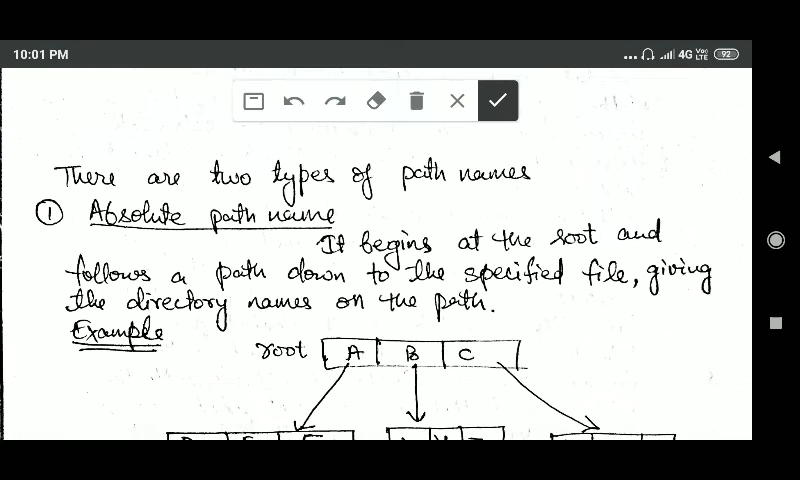 10:01 PM
... 4G Vo) LTE 92
There are two types of path names
① Absolute path name
It begins at the root and
follows a path down to the specified file, giving
the directory names on the path.
Example
root A B C